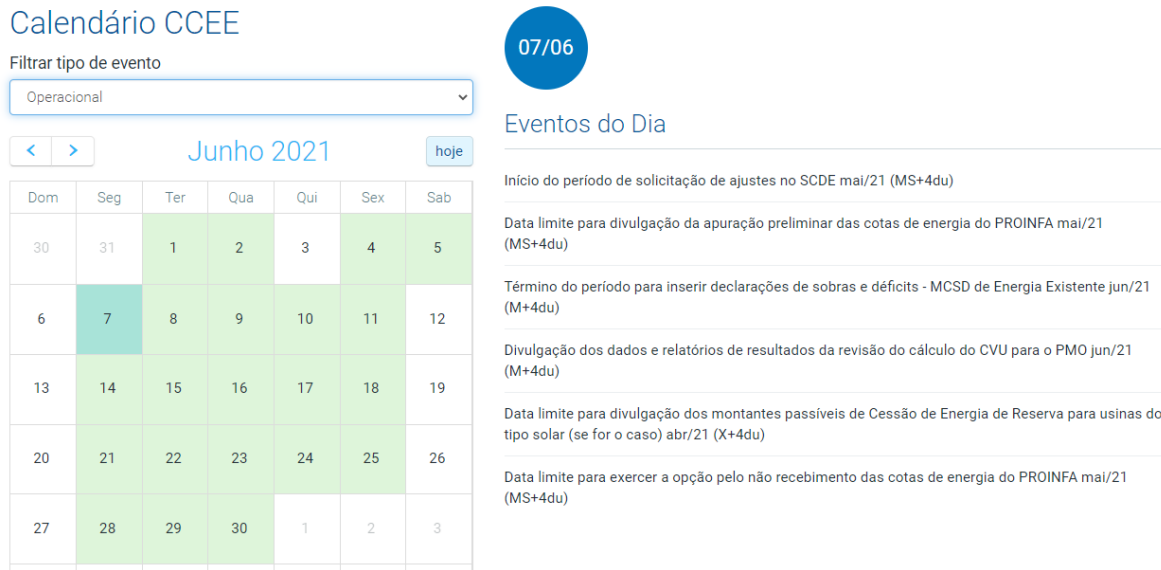 Calendário CCEE
Filtrar tipo de evento
Operacional
< >
Junho 2021
hoje
Dom Seg Ter Qua Qui Sex Sab
30 31 1 2 3 4 5
6 7 8 9 10 11 12
13 14 15 16 17 18 19
20 21 22 23 24 25 26
27 28 29 30 1 2 3
07/06
Eventos do Dia
Início do período de solicitação de ajustes no SCDE mai/21 (MS+4du)
Data limite para divulgação da apuração preliminar das cotas de energia do PROINFA mai/21
(MS+4du)
Término do período para inserir declarações de sobras e déficits - MCSD de Energia Existente jun/21
(M+4du)
Divulgação dos dados e relatórios de resultados da revisão do cálculo do CVU para o PMO jun/21
(M+4du)
Data limite para divulgação dos montantes passíveis de Cessão de Energia de Reserva para usinas do
tipo solar (se for o caso) abr/21 (X+4du)
Data limite para exercer a opção pelo não recebimento das cotas de energia do PROINFA mai/21
(MS+4du)